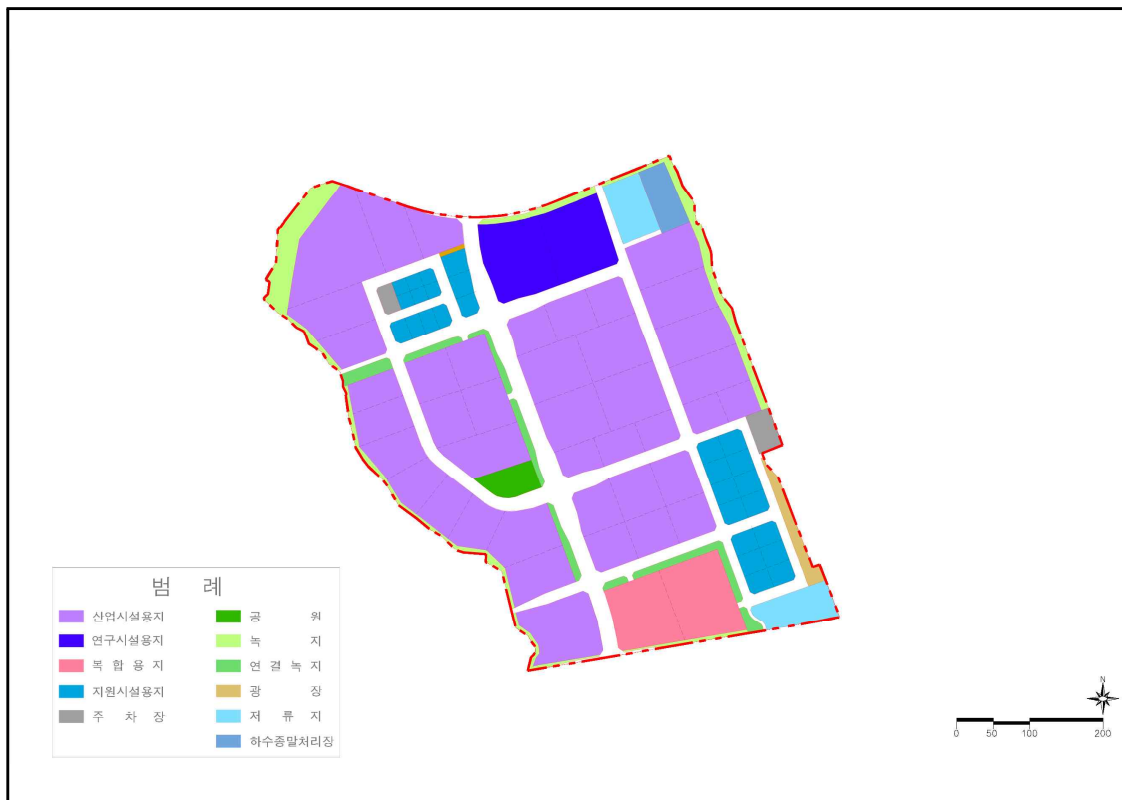 범 례
산업시설용지
연구시설용지
복 합 용 지
지원시설용지
주 차 장
공 원
녹 지
연 결 녹 지
광 장
저 류 지
하수종말처리장
N
0 50 100 200